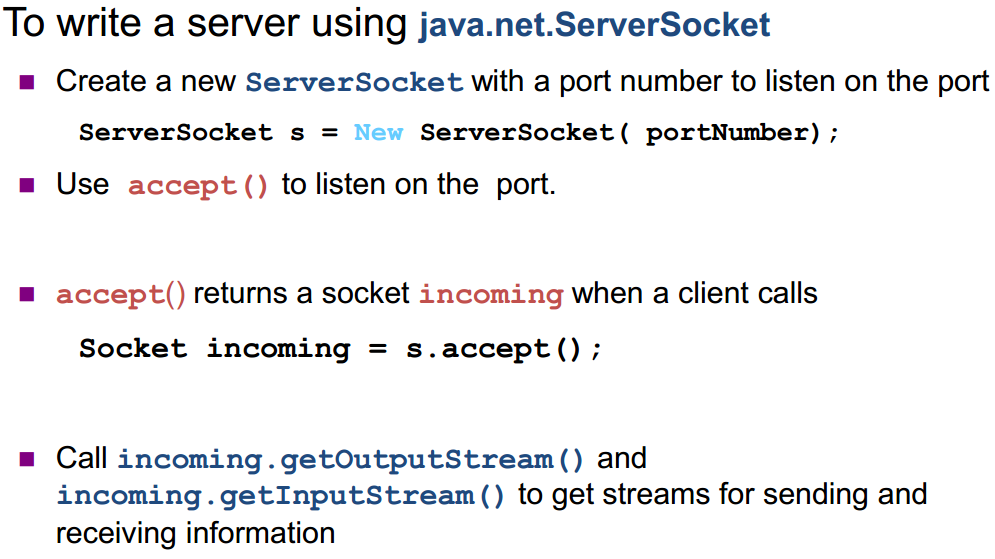 To write a server using java.net.ServerSocket
■ Create a new ServerSocket with a port number to listen on the port
ServerSocket s = New ServerSocket( portNumber);
■ Use accept() to listen on the port.
■ accept() returns a socket incoming when a client calls
Socket incoming = s.accept();
■ Call incoming.getOutputStream() and
incoming.getInputStream() to get streams for sending and
receiving information